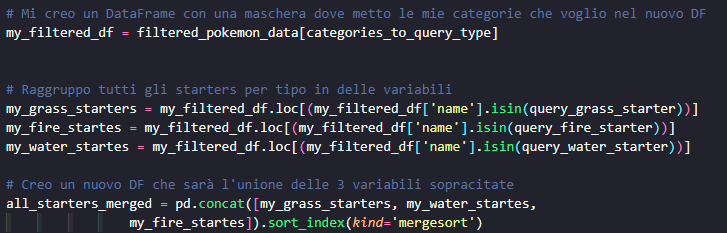 # Mi creo un DataFrame con una maschera dove metto le mie categorie che voglio nel nuovo DF
my_filtered_df = filtered_pokemon_data[categories_to_query_type]
# Raggruppo tutti gli starters per tipo in delle variabili
my_grass_starters = my_filtered_df.loc[(my_filtered_df['name'].isin(query_grass_starter))]
my_fire_startes = my_filtered_df.loc[(my_filtered_df['name'].isin(query_fire_starter))]
my_water_startes = my_filtered_df.loc[(my_filtered_df['name'].isin(query_water_starter))]
# Creo un nuovo DF che sarà l'unione delle 3 variabili sopracitate
all_starters_merged = pd.concat([my_grass_starters, my_water_startes,
my_fire_startes]).sort_index(kind='mergesort')